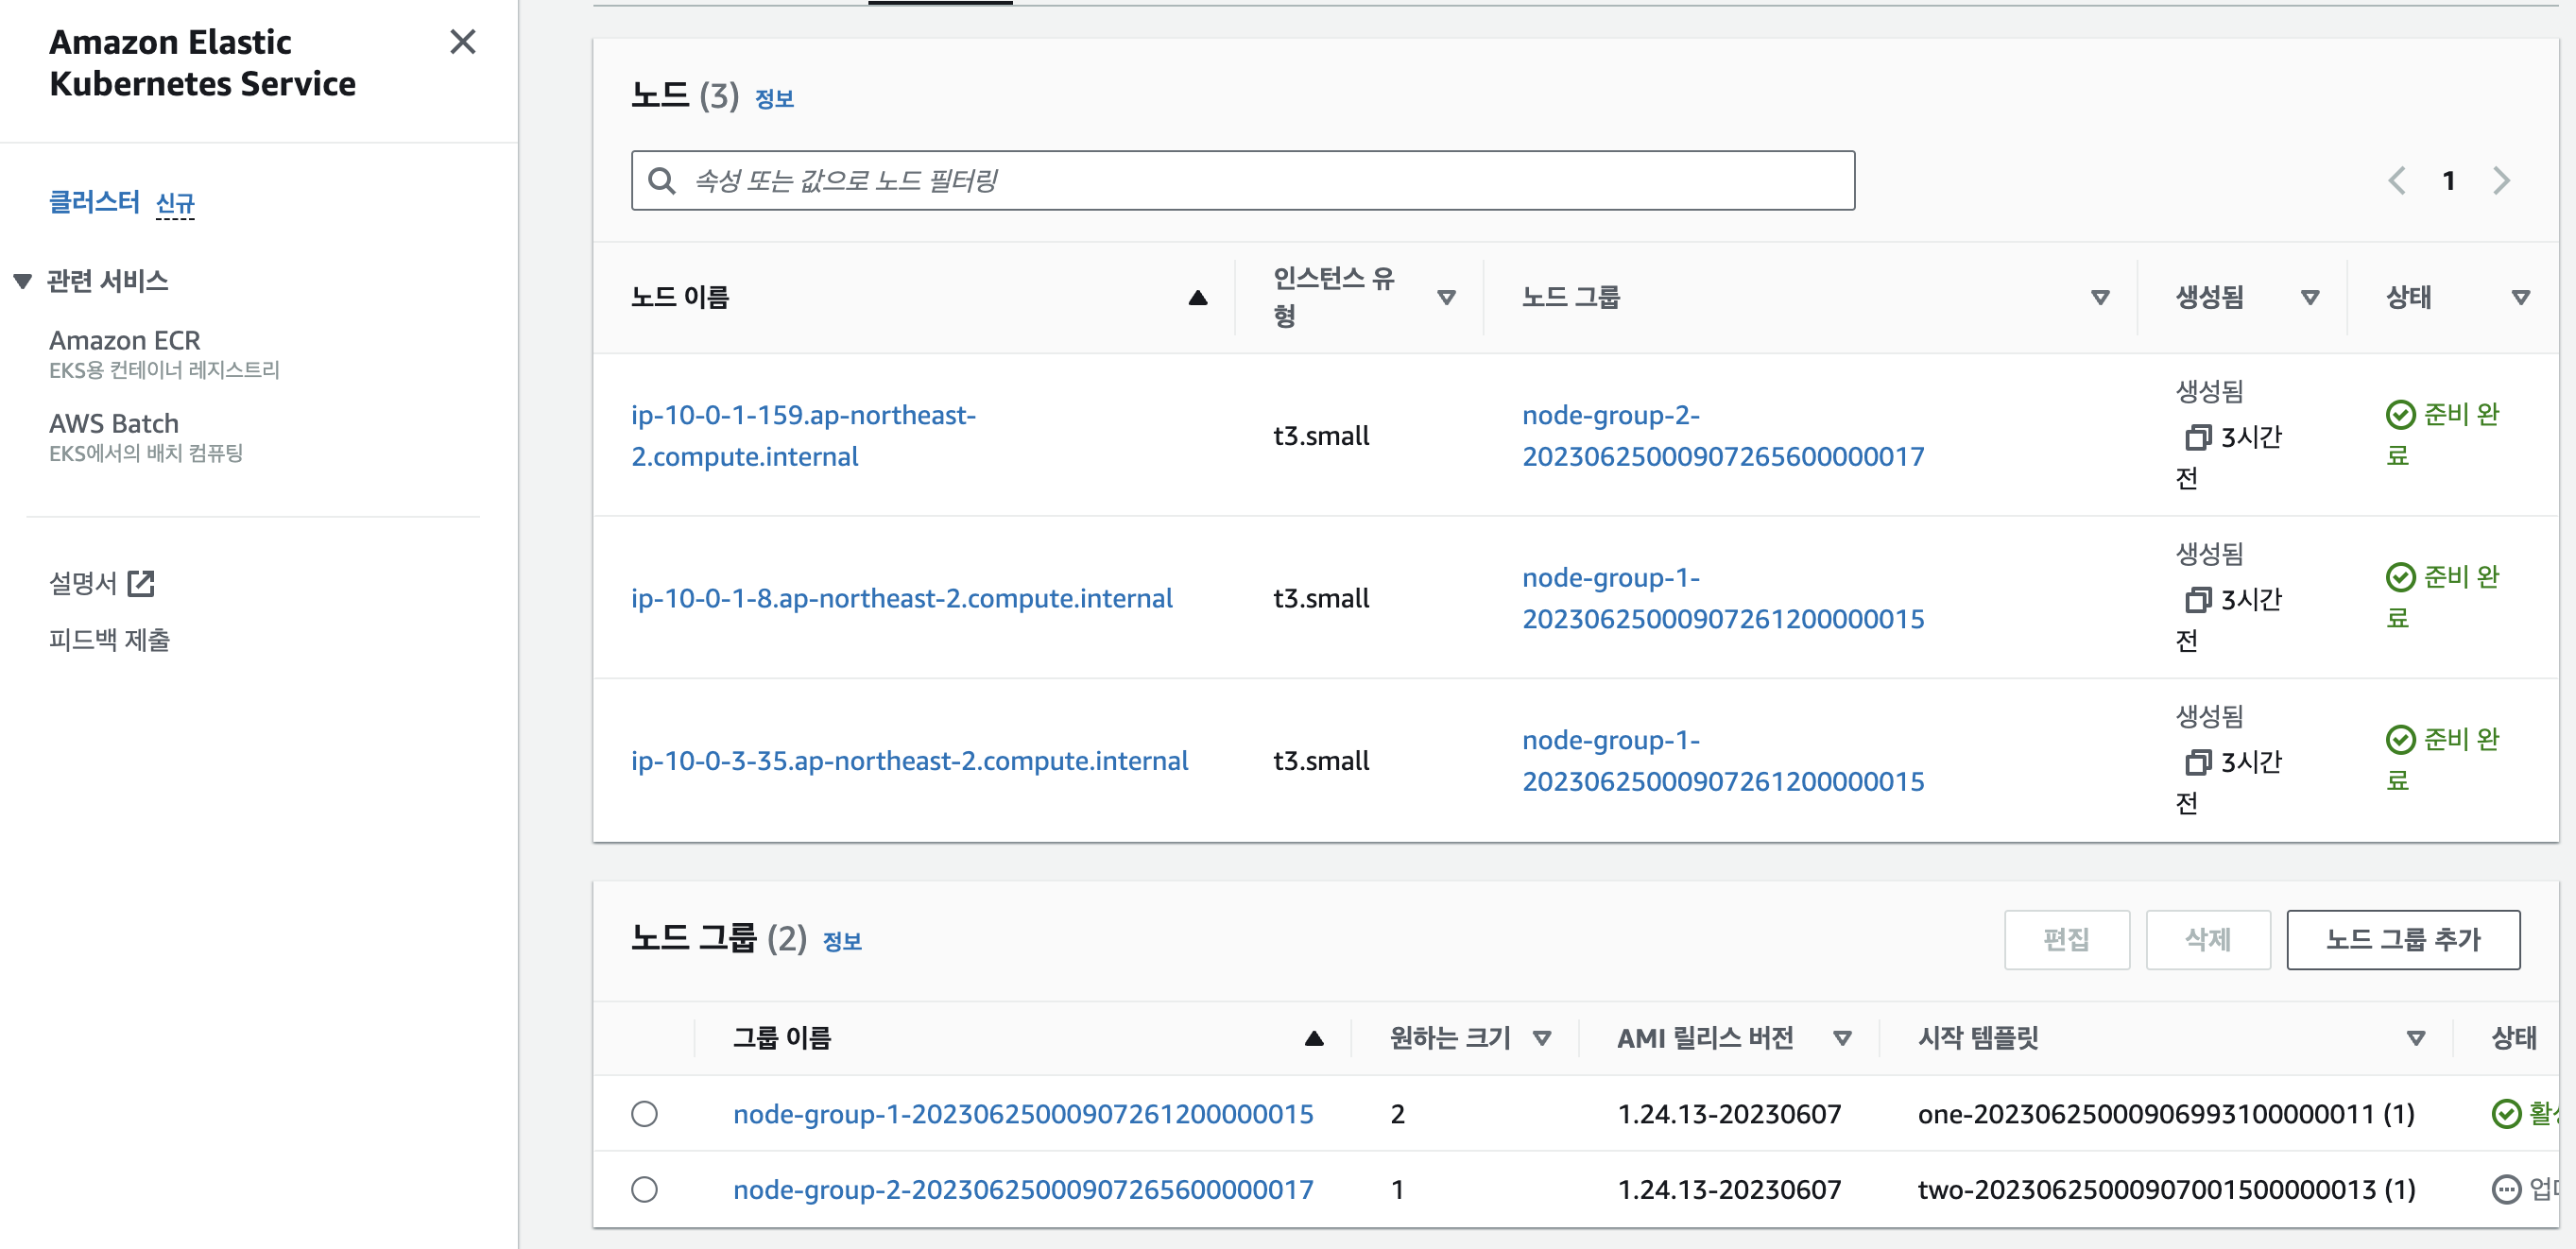 Amazon Elastic
Kubernetes Service
클러스터 신규
관련 서비스
Amazon ECR
EKS용 컨테이너 레지스트리
AWS Batch
EKS에서의 배치 컴퓨팅
설명서
피드백 제출
노드 (3) 정보
속성 또는 값으로 노드 필터링
1
노드 이름
인스턴스 유
형
노드 그룹
생성됨
상태
ip-10-0-1-159.ap-northeast-
2.compute.internal
t3.small
node-group-2-
20230625000907265600000017
생성됨
3시간
전
준비 완
료
ip-10-0-1-8.ap-northeast-2.compute.internal
t3.small
node-group-1-
20230625000907261200000015
생성됨
3시간
전
준비 완
료
ip-10-0-3-35.ap-northeast-2.compute.internal
t3.small
node-group-1-
20230625000907261200000015
생성됨
3시간
전
준비 완
료
노드 그룹 (2) 정보
편집
삭제
노드 그룹 추가
그룹 이름
원하는 크기
AMI 릴리스 버전
시작 템플릿
상태
node-group-1-20230625000907261200000015
2
1.24.13-20230607
one-20230625000906993100000011 (1)
node-group-2-20230625000907265600000017
1
1.24.13-20230607
two-20230625000907001500000013 (1)